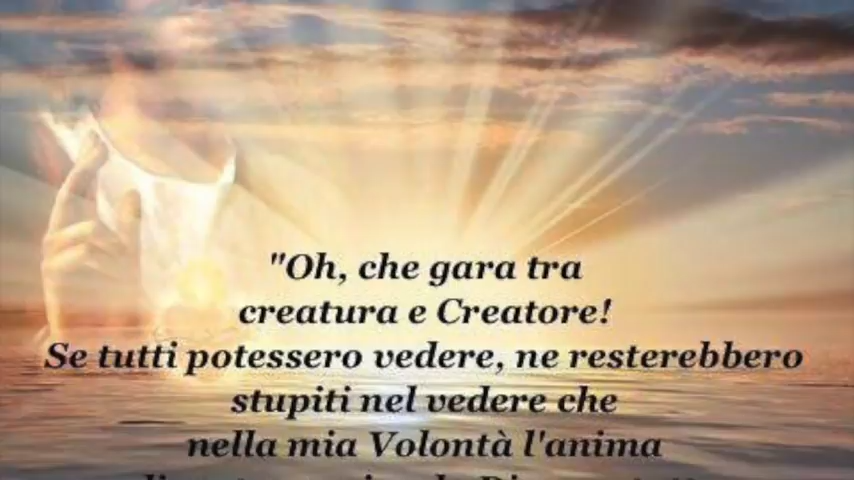 "Oh, che gara tra
creatura e Creatore!
Se tutti potessero vedere, ne resterebbero
stupiti nel vedere che
nella mia Volontà l'anima